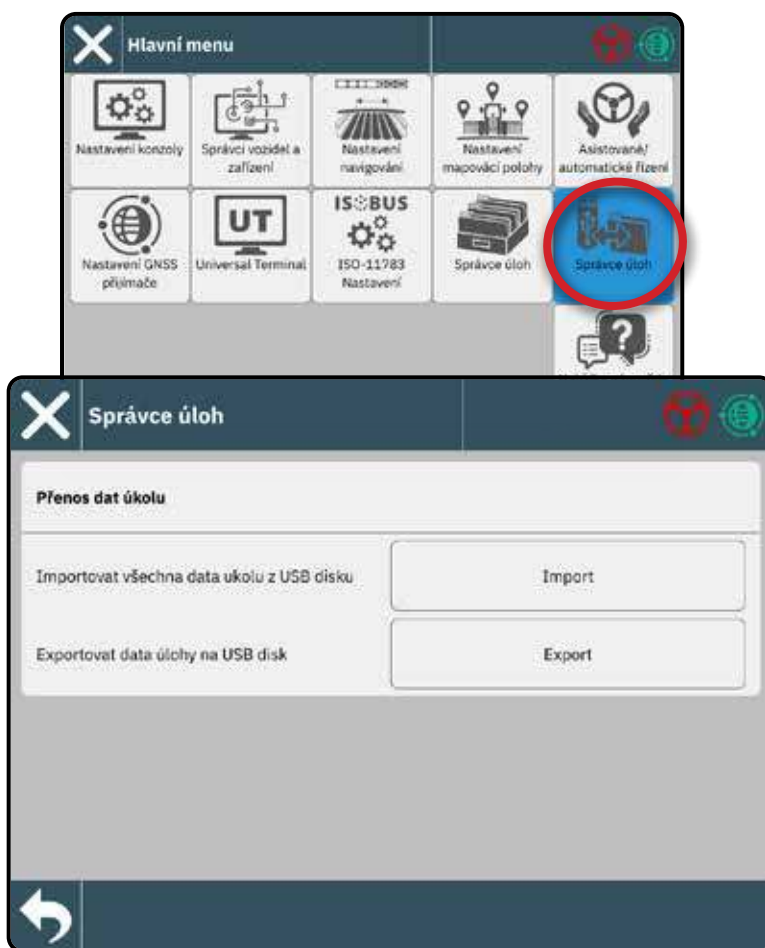 Hlavní menu
Nastavení konzoly
Správci vozidel a
zařízení
Nastavení
navigování
Nastavení
mapovací polohy
Asistované/
automatické řízení
Nastavení GNSS
přijímače
UT
Universal Terminal
ISOBUS
ISO-11783
Nastavení
Správce úloh
Správce úloh
Správce úloh
Přenos dat úkolu
Importovat všechna data ukolu z USB disku
Import
Exportovat data úlohy na USB disk
Export